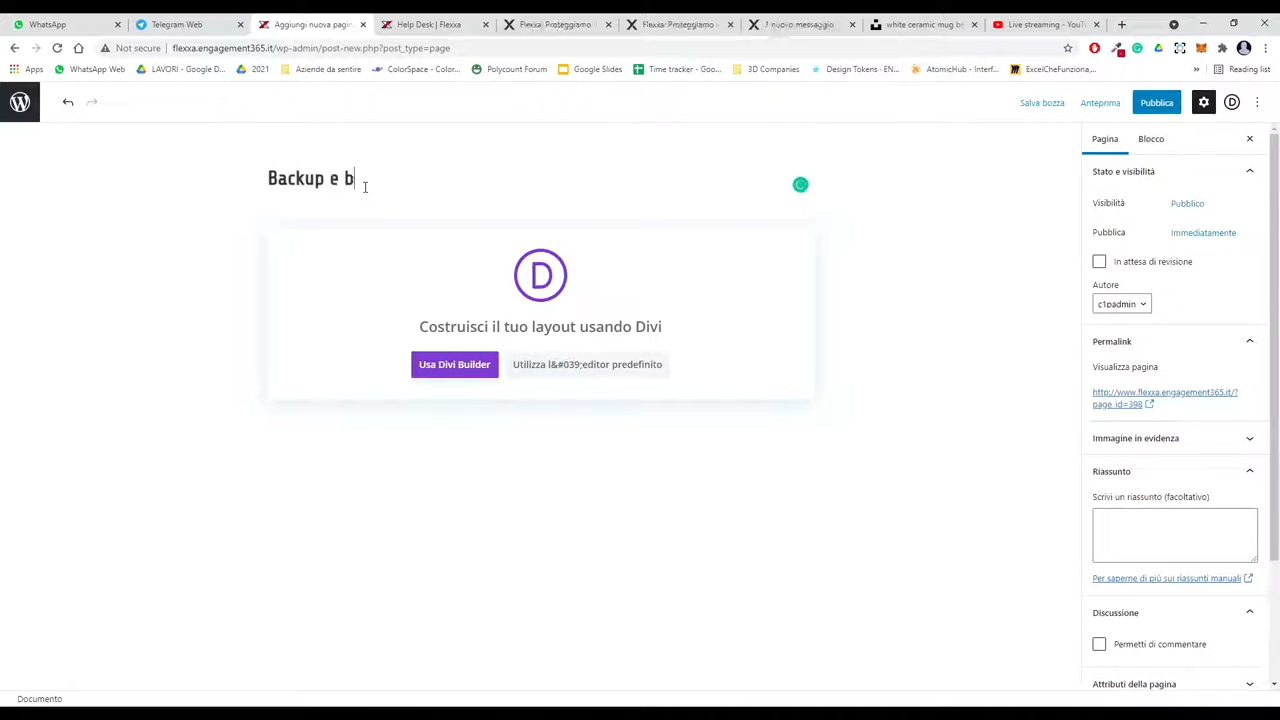 WhatsApp
Telegram Web
Aggiungi nuova pagin
Help Desk | Flexxa
Flexxa: Proteggiamo
Flexxa: Proteggiamo
nuovo messaggio
white ceramic mug be
Live streaming - YouT
Not secure
flexxa.engagement365.it/wp-admin/post-new.php?post_type=page
Apps
WhatsApp Web
LAVORI - Google D...
2021
Aziende da sentire
ColorSpace - Color...
Polycount Forum
Google Slides
Time tracker - Goo...
3D Companies
Design Tokens - EN...
AtomicHub - Interf...
ExcelCheFunziona,...
Reading list
Salva bozza
Anteprima
Pubblica
Backup e b
D
Costruisci il tuo layout usando Divi
Usa Divi Builder
Utilizza l&#039;editor predefinito
Pagina
Blocco
Stato e visibilità
Visibilità
Pubblico
Pubblica
Immediatamente
In attesa di revisione
Autore
c1padmin
Permalink
Visualizza pagina
http://www.flexxa.engagement365.it/?
page_id=398
Immagine in evidenza
Riassunto
Scrivi un riassunto (facoltativo)
Per saperne di più sui riassunti manuali
Discussione
Permetti di commentare
Attributi della pagina
Documento